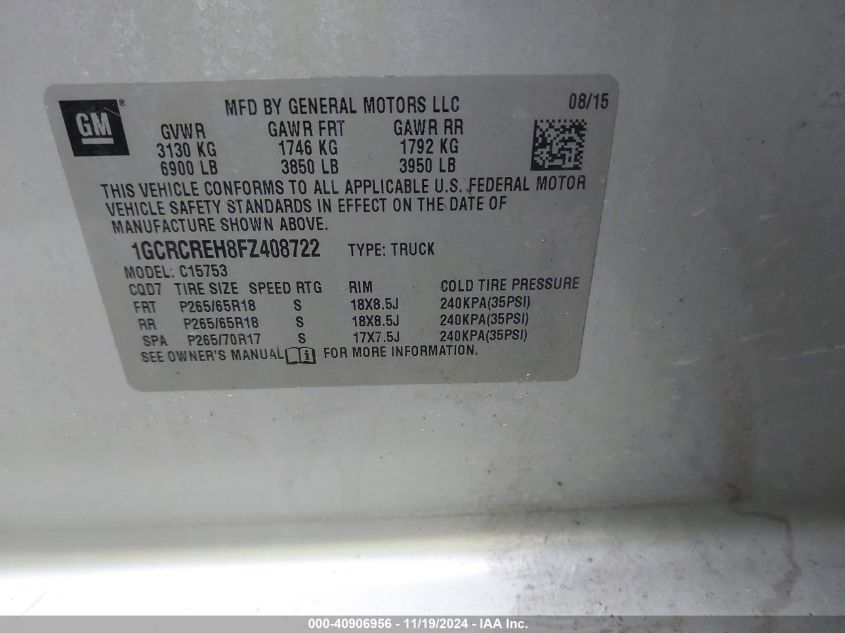 GM ®
MFD BY GENERAL MOTORS LLC 08/15
GVWR GAWR FRT GAWR RR
3130 KG 1746 KG 1792 KG
6900 LB 3850 LB 3950 LB
THIS VEHICLE CONFORMS TO ALL APPLICABLE U.S. FEDERAL MOTOR
VEHICLE SAFETY STANDARDS IN EFFECT ON THE DATE OF
MANUFACTURE SHOWN ABOVE.
1GCRCREH8FZ408722 TYPE: TRUCK
MODEL: C15753
CQD7 TIRE SIZE SPEED RTG RIM COLD TIRE PRESSURE
FRT P265/65R18 S 18X8.5J 240KPA(35PSI)
RR P265/65R18 S 18X8.5J 240KPA(35PSI)
SPA P265/70R17 S 17X7.5J 240KPA(35PSI)
SEE OWNER'S MANUAL i FOR MORE INFORMATION.
000-40906956 - 11/19/2024 - IAA Inc.